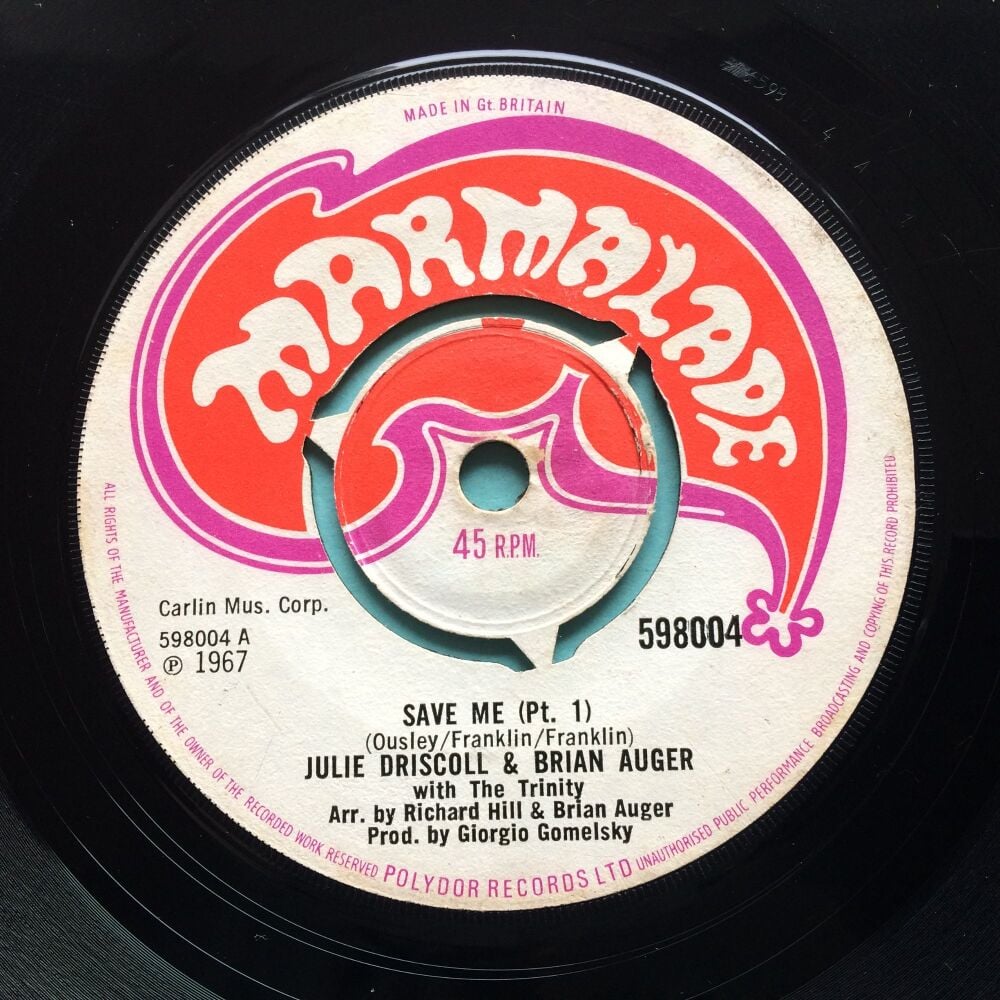 MADE IN Gt. BRITAIN
MARMALADE
45 R.P.M.
Carlin Mus. Corp.
598004 A
℗ 1967
598004
SAVE ME (Pt. 1)
(Ousley/Franklin/Franklin)
JULIE DRISCOLL & BRIAN AUGER
with The Trinity
Arr. by Richard Hill & Brian Auger
Prod. by Giorgio Gomelsky
ALL RIGHTS OF THE MANUFACTURER AND OF THE OWNER OF THE RECORDED WORK RESERVED POLYDOR RECORDS LTD UNAUTHORISED PUBLIC PERFORMANCE BROADCASTING AND COPYING OF THIS RECORD PROHIBITED